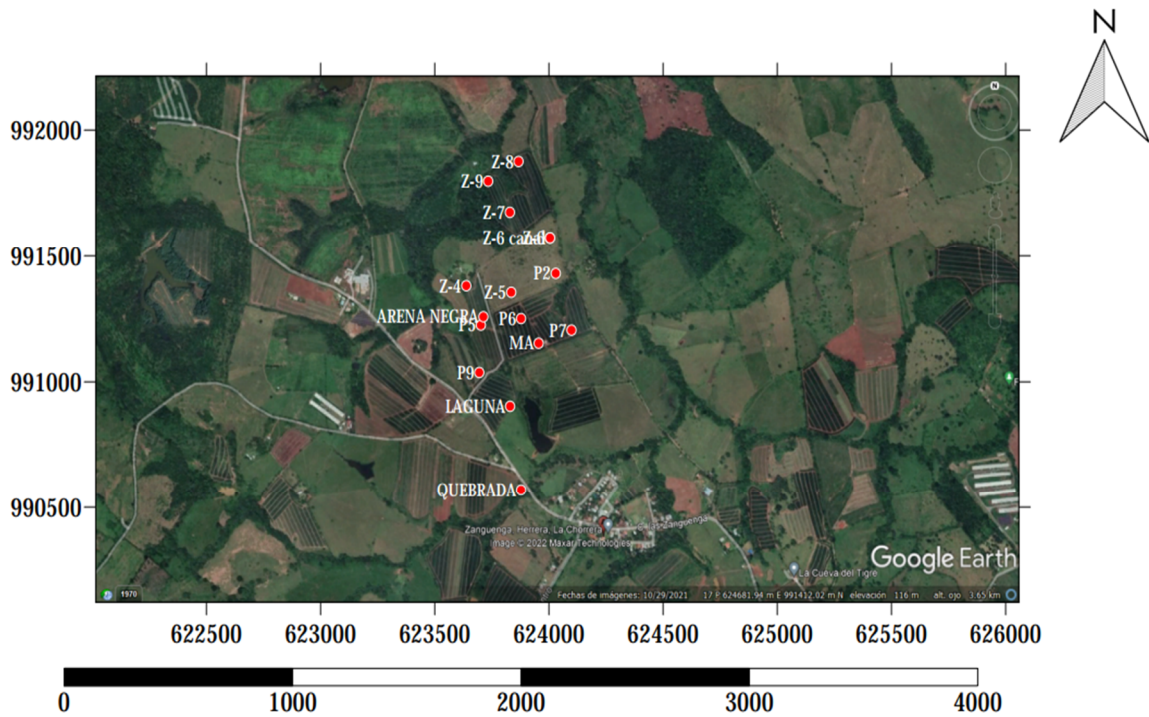 N
N
992000
991500
991000
990500
Z-8
Z-9
Z-7
Z-6 canal
Z-6
P2
Z-4
Z-5
ARENA NEGRA
P5
P6
P7
MA
P9
LAGUNA
QUEBRADA
Zanguenga, Herrera, La Chorrera
Image © 2022 Maxar Technologies
La Cueva del Tigre
Google Earth
1970
Fechas de imágenes: 10/29/2021 17 P 624681.94 m E 991412.02 m N elevación 116 m alt. ojo 3.65 km
622500 623000 623500 624000 624500 625000 625500 626000
0 1000 2000 3000 4000